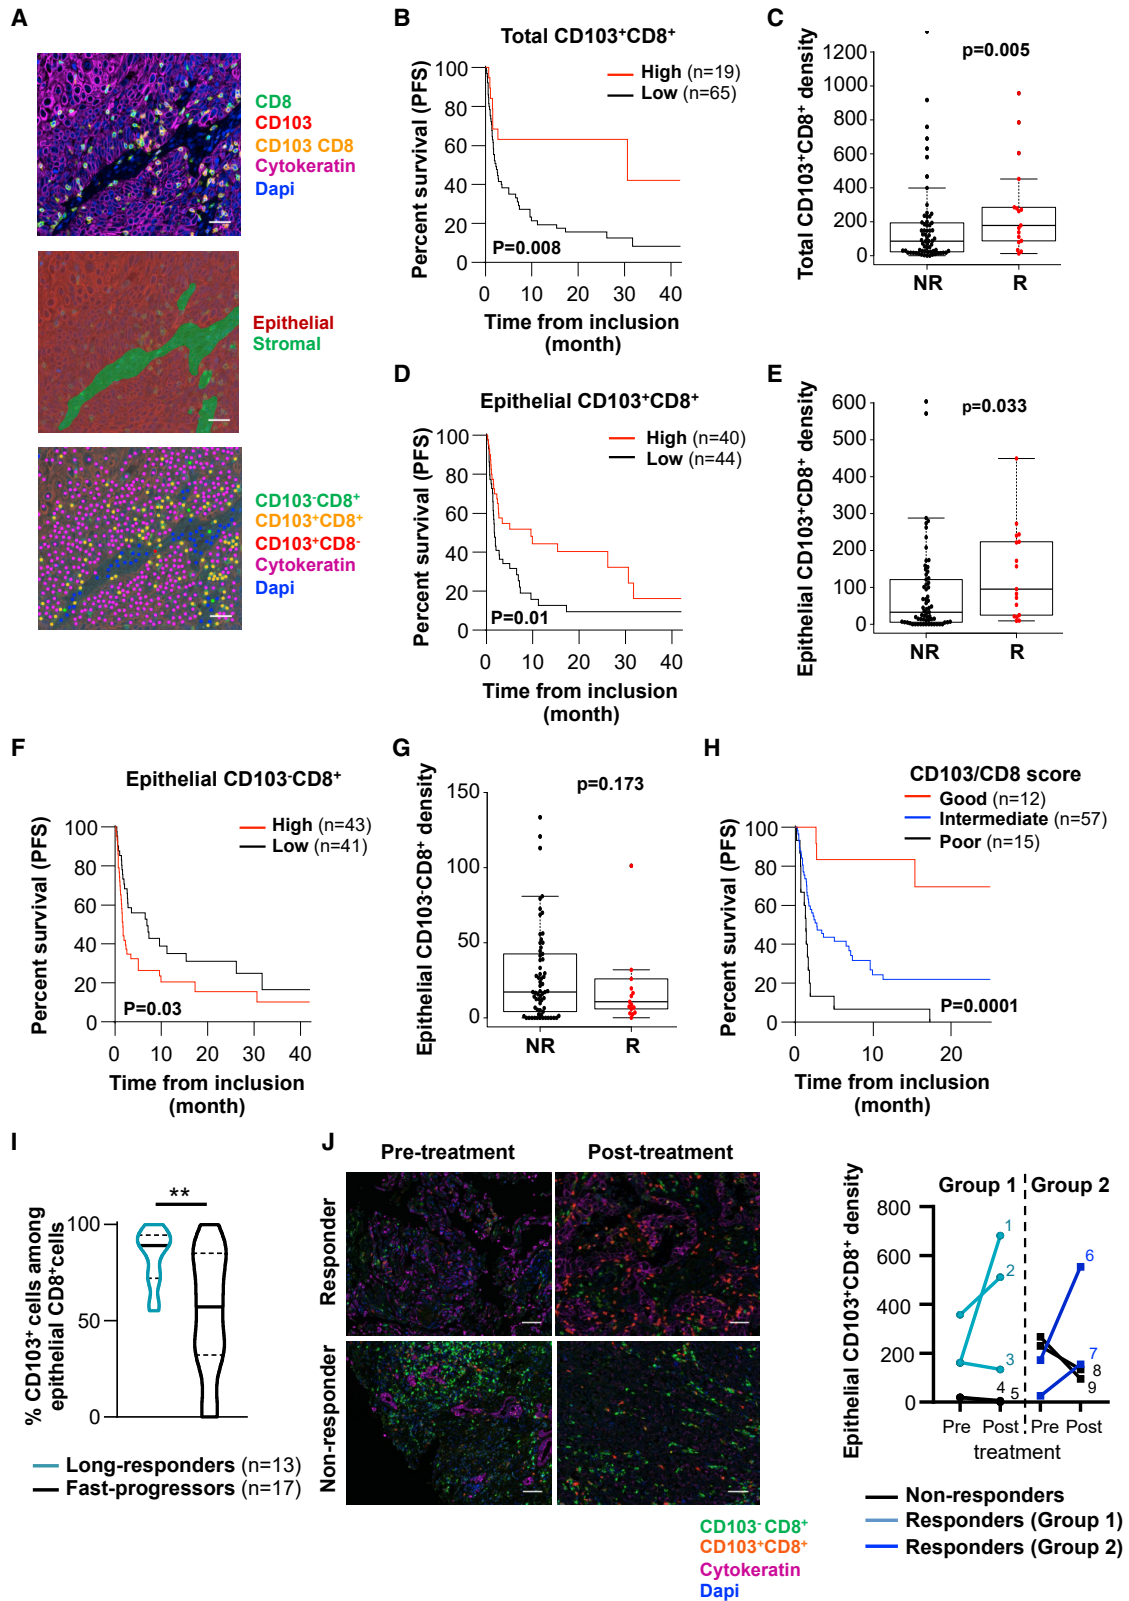 A
CD8
CD103
CD103 CD8
Cytokeratin
Dapi
Epithelial
Stromal
CD103-CD8+
CD103+CD8+
CD103+CD8-
Cytokeratin
Dapi
B
Total CD103+CD8+
High (n=19)
Low (n=65)
Percent survival (PFS)
100
80
60
40
20
0
P=0.008
0 10 20 30 40
Time from inclusion
(month)
C
Total CD103+CD8+ density
p=0.005
1200
1000
800
600
400
200
0
NR R
D
Epithelial CD103+CD8+
High (n=40)
Low (n=44)
Percent survival (PFS)
100
80
60
40
20
0
P=0.01
0 10 20 30 40
Time from inclusion
(month)
E
Epithelial CD103+CD8+ density
p=0.033
600
500
400
300
200
100
0
NR R
F
Epithelial CD103-CD8+
High (n=43)
Low (n=41)
Percent survival (PFS)
100
80
60
40
20
0
P=0.03
0 10 20 30 40
Time from inclusion
(month)
G
Epithelial CD103-CD8+ density
p=0.173
150
100
50
0
NR R
H
CD103/CD8 score
Good (n=12)
Intermediate (n=57)
Poor (n=15)
Percent survival (PFS)
100
80
60
40
20
0
P=0.0001
0 10 20
Time from inclusion
(month)
I
% CD103+ cells among
epithelial CD8+cells
**
100
50
0
Long-responders (n=13)
Fast-progressors (n=17)
J
Pre-treatment Post-treatment
Responder
Non-responder
CD103- CD8+
CD103+CD8+
Cytokeratin
Dapi
Epithelial CD103+CD8+ density
Group 1 Group 2
800
600
400
200
0
1
2
3
4 5
6
7
8
9
Pre Post Pre Post
treatment
Non-responders
Responders (Group 1)
Responders (Group 2)